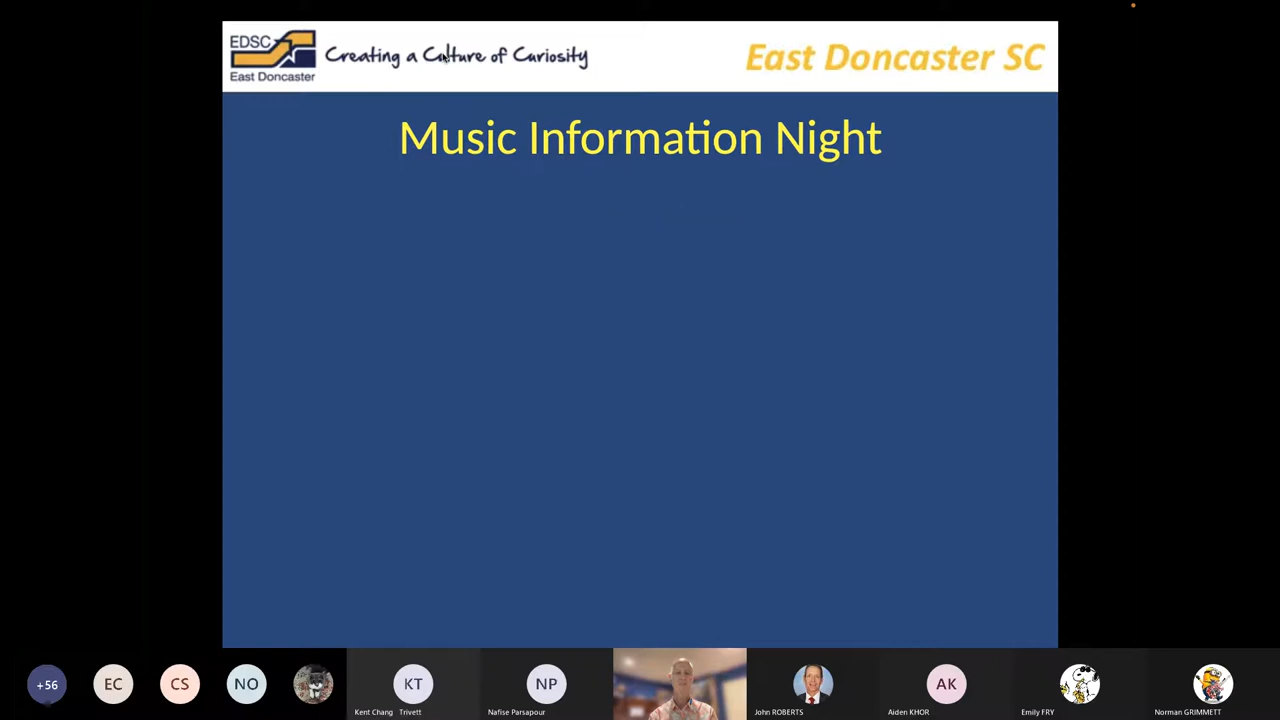 EDSC
East Doncaster
Creating a Culture of Curiosity
East Doncaster SC
Music Information Night
+56
EC
CS
NO
KT
Kent Chang Trivett
NP
Nafise Parsapour
John ROBERTS
AK
Aiden KHOR
Emily FRY
Norman GRIMMETT